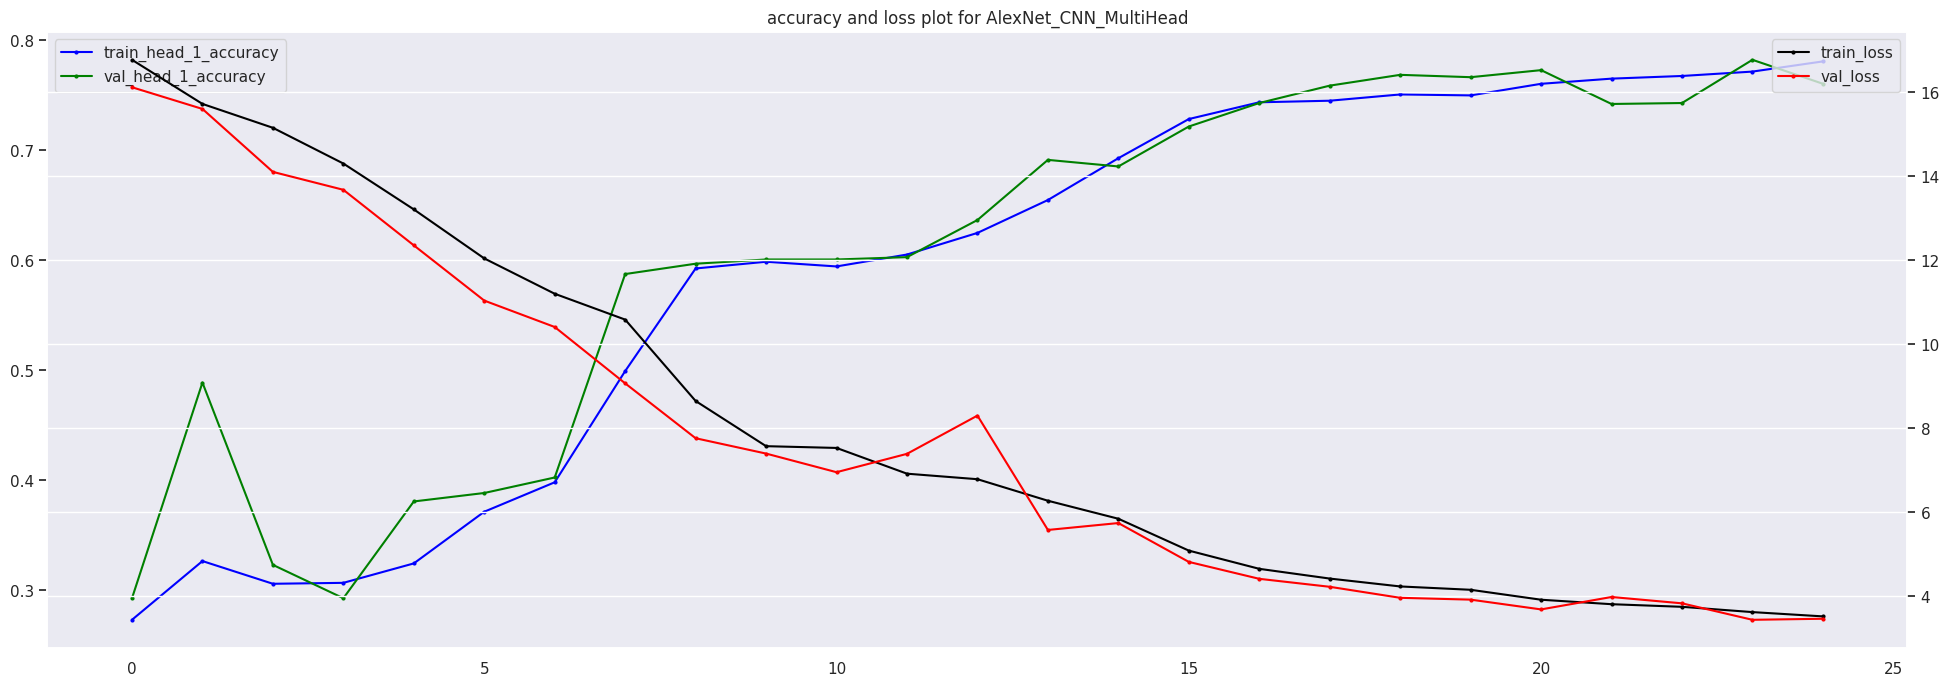 accuracy and loss plot for AlexNet_CNN_MultiHead
train_head_1_accuracy
val_head_1_accuracy
train_loss
val_loss
0.8
0.7
0.6
0.5
0.4
0.3
16
14
12
10
8
6
4
0 5 10 15 20 25